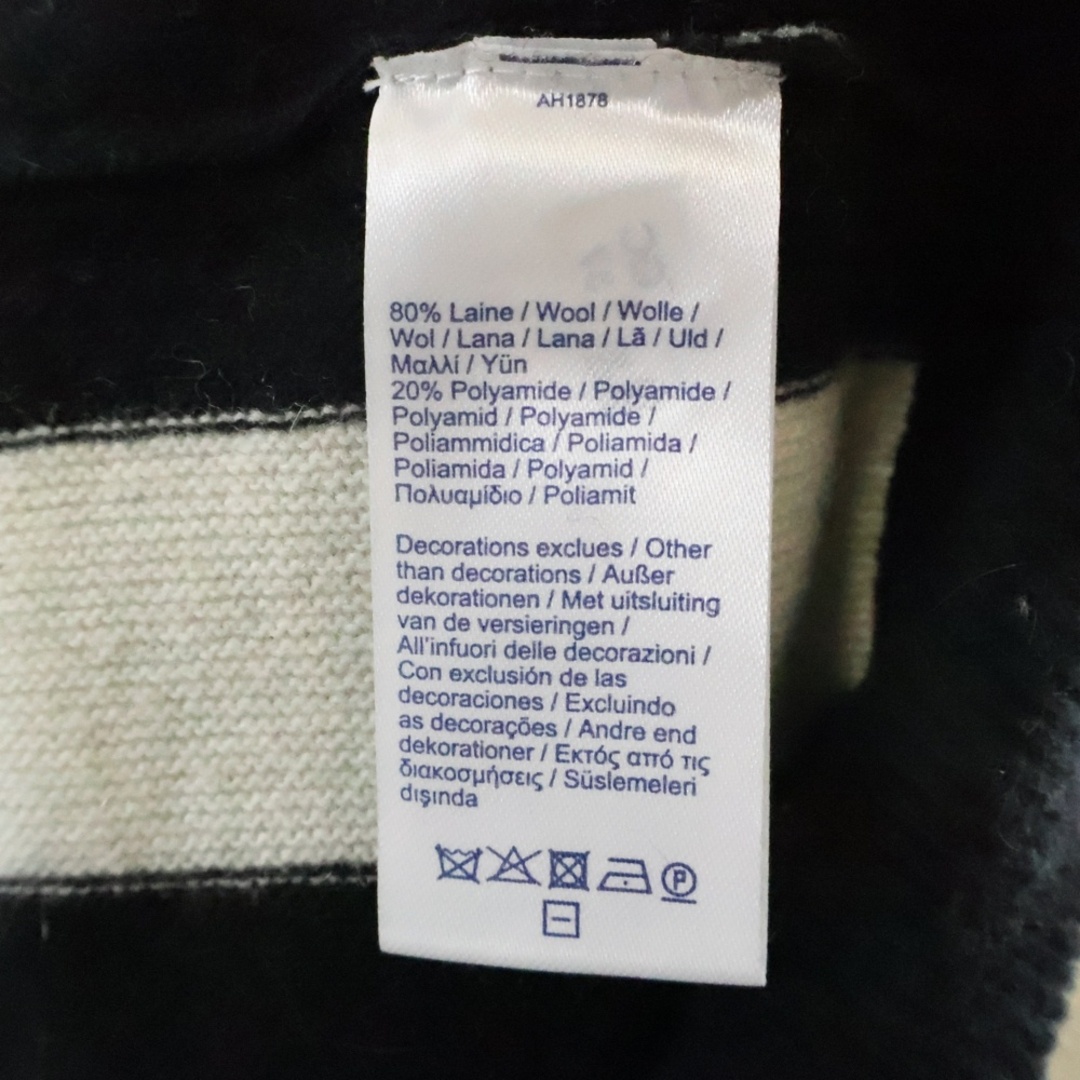 AH1878
80% Laine / Wool / Wolle /
Wol / Lana / Lana / Lã / Uld /
Μαλλί / Yün
20% Polyamide / Polyamide /
Polyamid / Polyamide /
Poliammidica / Poliamida /
Poliamida / Polyamid /
Πολυαμίδιο / Poliamit
Decorations exclues / Other
than decorations / Außer
dekorationen / Met uitsluiting
van de versieringen /
All'infuori delle decorazioni /
Con exclusión de las
decoraciones / Excluindo
as decorações / Andre end
dekorationer / Εκτός από τις
διακοσμήσεις / Süslemeleri
dışında
P